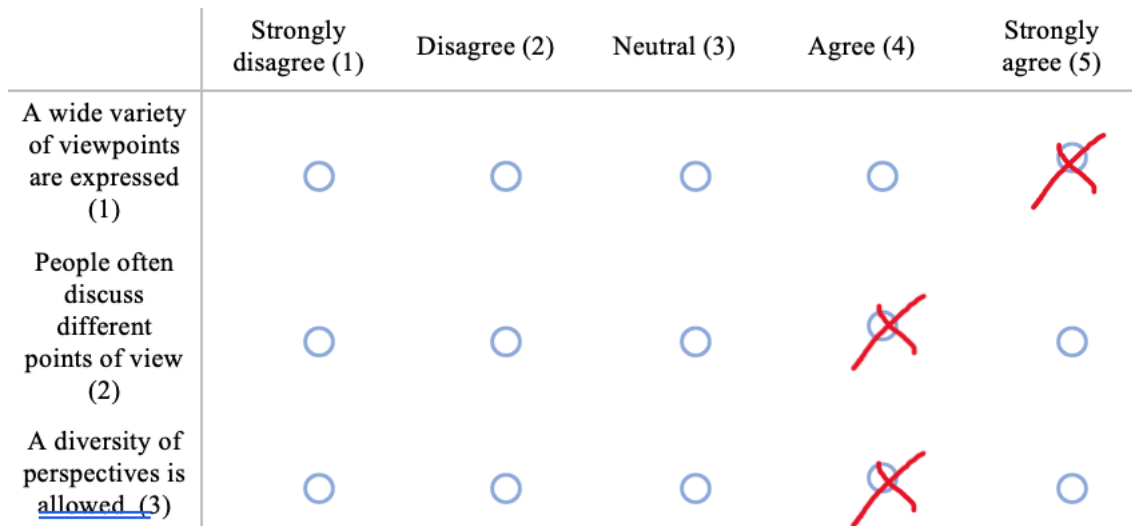 Strongly
disagree (1)
Disagree (2)
Neutral (3)
Agree (4)
Strongly
agree (5)
A wide variety
of viewpoints
are expressed
(1)
People often
discuss
different
points of view
(2)
A diversity of
perspectives is
allowed (3)